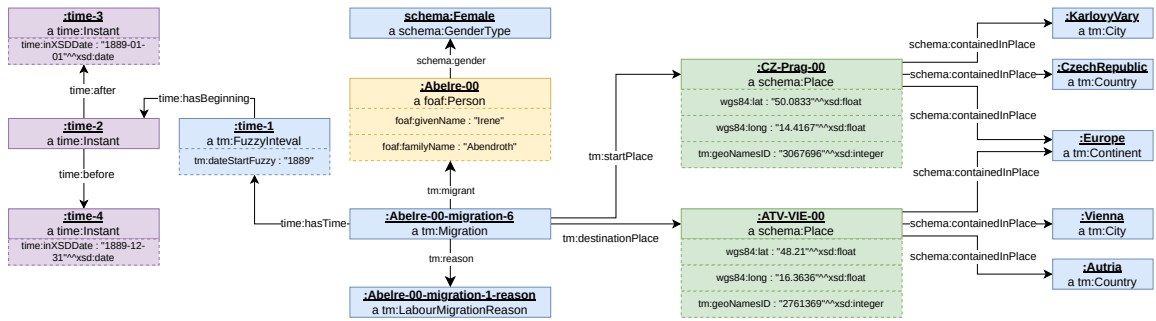 :time-3
a time:Instant
time:inXSDDate : "1889-01-
01"^^xsd:date
time:after
time:hasBeginning
:time-2
a time:Instant
time:before
:time-4
a time:Instant
time:inXSDDate : "1889-12-
31"^^xsd:date
:time-1
a tm:FuzzyInteval
tm:dateStartFuzzy : "1889"
time:hasTime
schema:Female
a schema:GenderType
schema:gender
:Abelre-00
a foaf:Person
foaf:givenName : "Irene"
foaf:familyName : "Abendroth"
tm:migrant
:Abelre-00-migration-6
a tm:Migration
tm:reason
:Abelre-00-migration-1-reason
a tm:LabourMigrationReason
tm:startPlace
tm:destinationPlace
:CZ-Prag-00
a schema:Place
wgs84:lat : "50.0833"^^xsd:float
wgs84:long : "14.4167"^^xsd:float
tm:geoNamesID : "3067696"^^xsd:integer
:ATV-VIE-00
a schema:Place
wgs84:lat : "48.21"^^xsd:float
wgs84:long : "16.3636"^^xsd:float
tm:geoNamesID : "2761369"^^xsd:integer
schema:containedInPlace
schema:containedInPlace
schema:containedInPlace
schema:containedInPlace
schema:containedInPlace
schema:containedInPlace
:KarlovyVary
a tm:City
:CzechRepublic
a tm:Country
:Europe
a tm:Continent
:Vienna
a tm:City
:Autria
a tm:Country